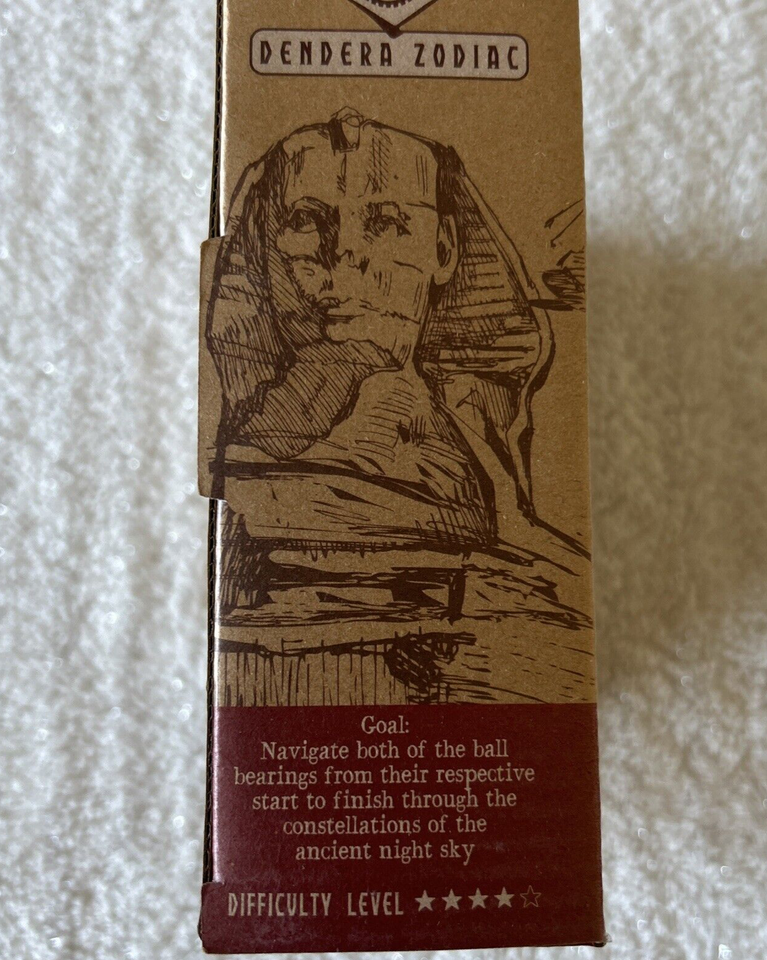 DENDERA ZODIAC
Goal:
Navigate both of the ball
bearings from their respective
start to finish through the
constellations of the
ancient night sky
DIFFICULTY LEVEL ★★★★☆